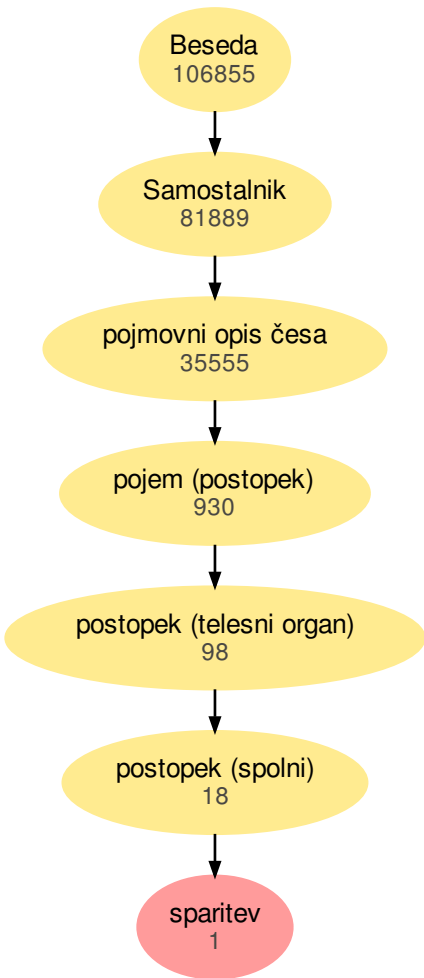 Beseda
106855
Samostalnik
81889
pojmovni opis česa
35555
pojem (postopek)
930
postopek (telesni organ)
98
postopek (spolni)
18
sparitev
1